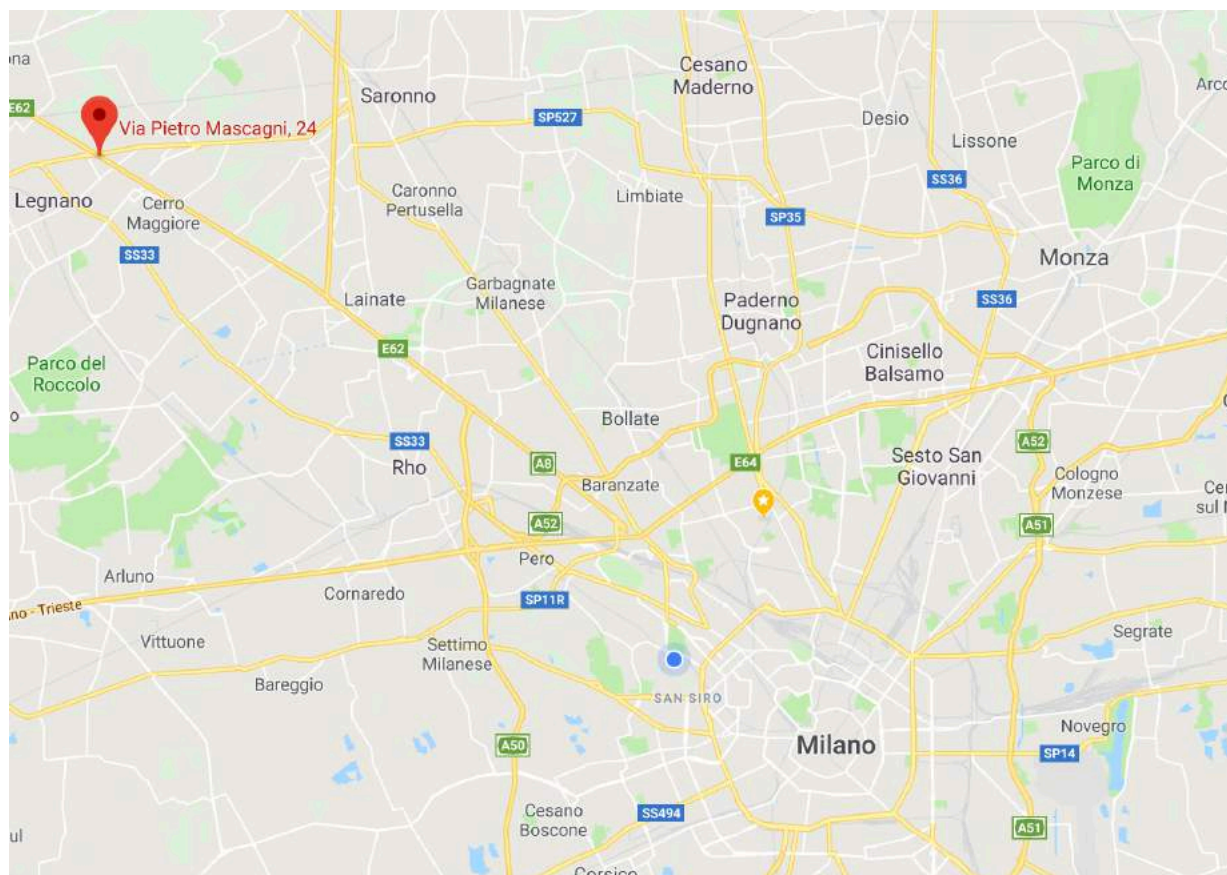 Cesano
Maderno
Saronno
E62
Via Pietro Mascagni, 24
SP527
Desio
Lissone
Parco di
Monza
Legnano
Cerro
Maggiore
Caronno
Pertusella
Limbiate
SS36
SP35
SS33
Monza
Garbagnate
Milanese
Lainate
Paderno
Dugnano
SS36
E62
Parco del
Roccolo
Cinisello
Balsamo
Bollate
SS33
Rho
A8
E64
Sesto San
Giovanni
A52
Baranzate
Cologno
Monzese
A52
A51
Pero
Arluno
Cornaredo
SP11R
no - Trieste
Vittuone
Settimo
Milanese
Segrate
Bareggio
SAN SIRO
Novegro
A50
Milano
SP14
Cesano
Boscone
SS494
A51
Corsico